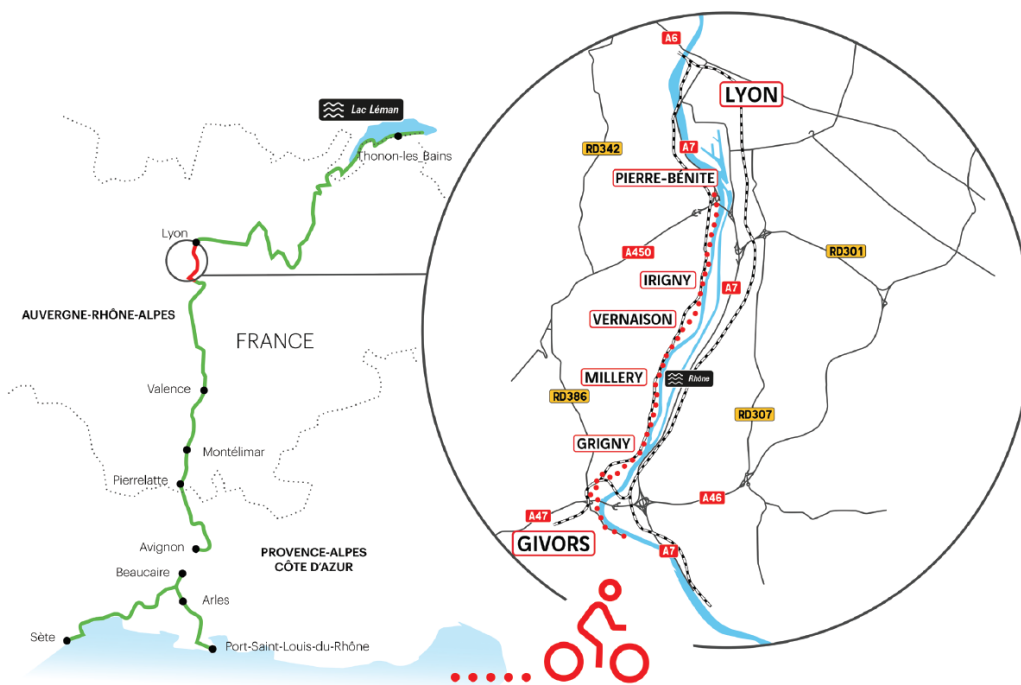 Lac Léman
Thonon-les Bains
Lyon
AUVERGNE-RHÔNE-ALPES
FRANCE
Valence
Montélimar
Pierrelatte
Avignon
PROVENCE-ALPES
CÔTE D'AZUR
Beaucaire
Arles
Sète
Port-Saint-Louis-du-Rhône
A6
LYON
RD342
A7
PIERRE-BÉNITE
A450
RD301
IRIGNY
A7
VERNAISON
MILLERY
Rhône
RD386
RD307
GRIGNY
A46
A47
GIVORS
A7